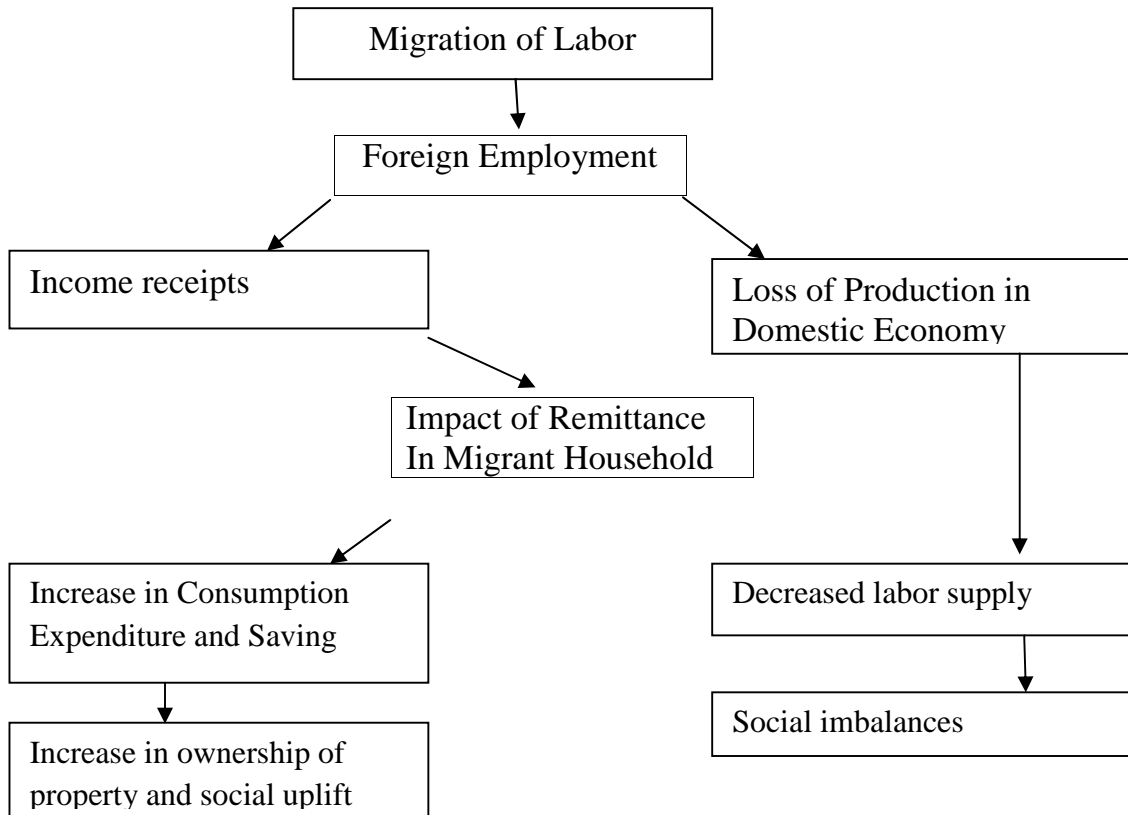 Migration of Labor
Foreign Employment
Income receipts
Loss of Production in
Domestic Economy
Impact of Remittance
In Migrant Household
Increase in Consumption
Expenditure and Saving
Decreased labor supply
Social imbalances
Increase in ownership of
property and social uplift